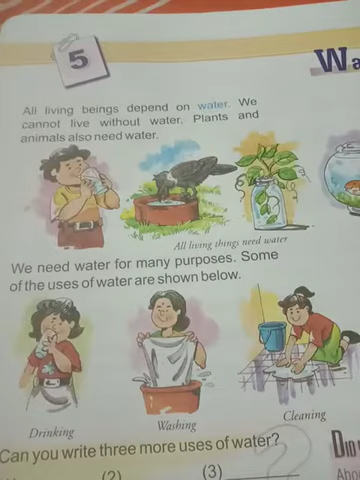 5
Wa
All living beings depend on water. We
cannot live without water. Plants and
animals also need water.
All living things need water
We need water for many purposes. Some
of the uses of water are shown below.
Drinking
Washing
Cleaning
Can you write three more uses of water?
(2)
(3)
DID
Abo